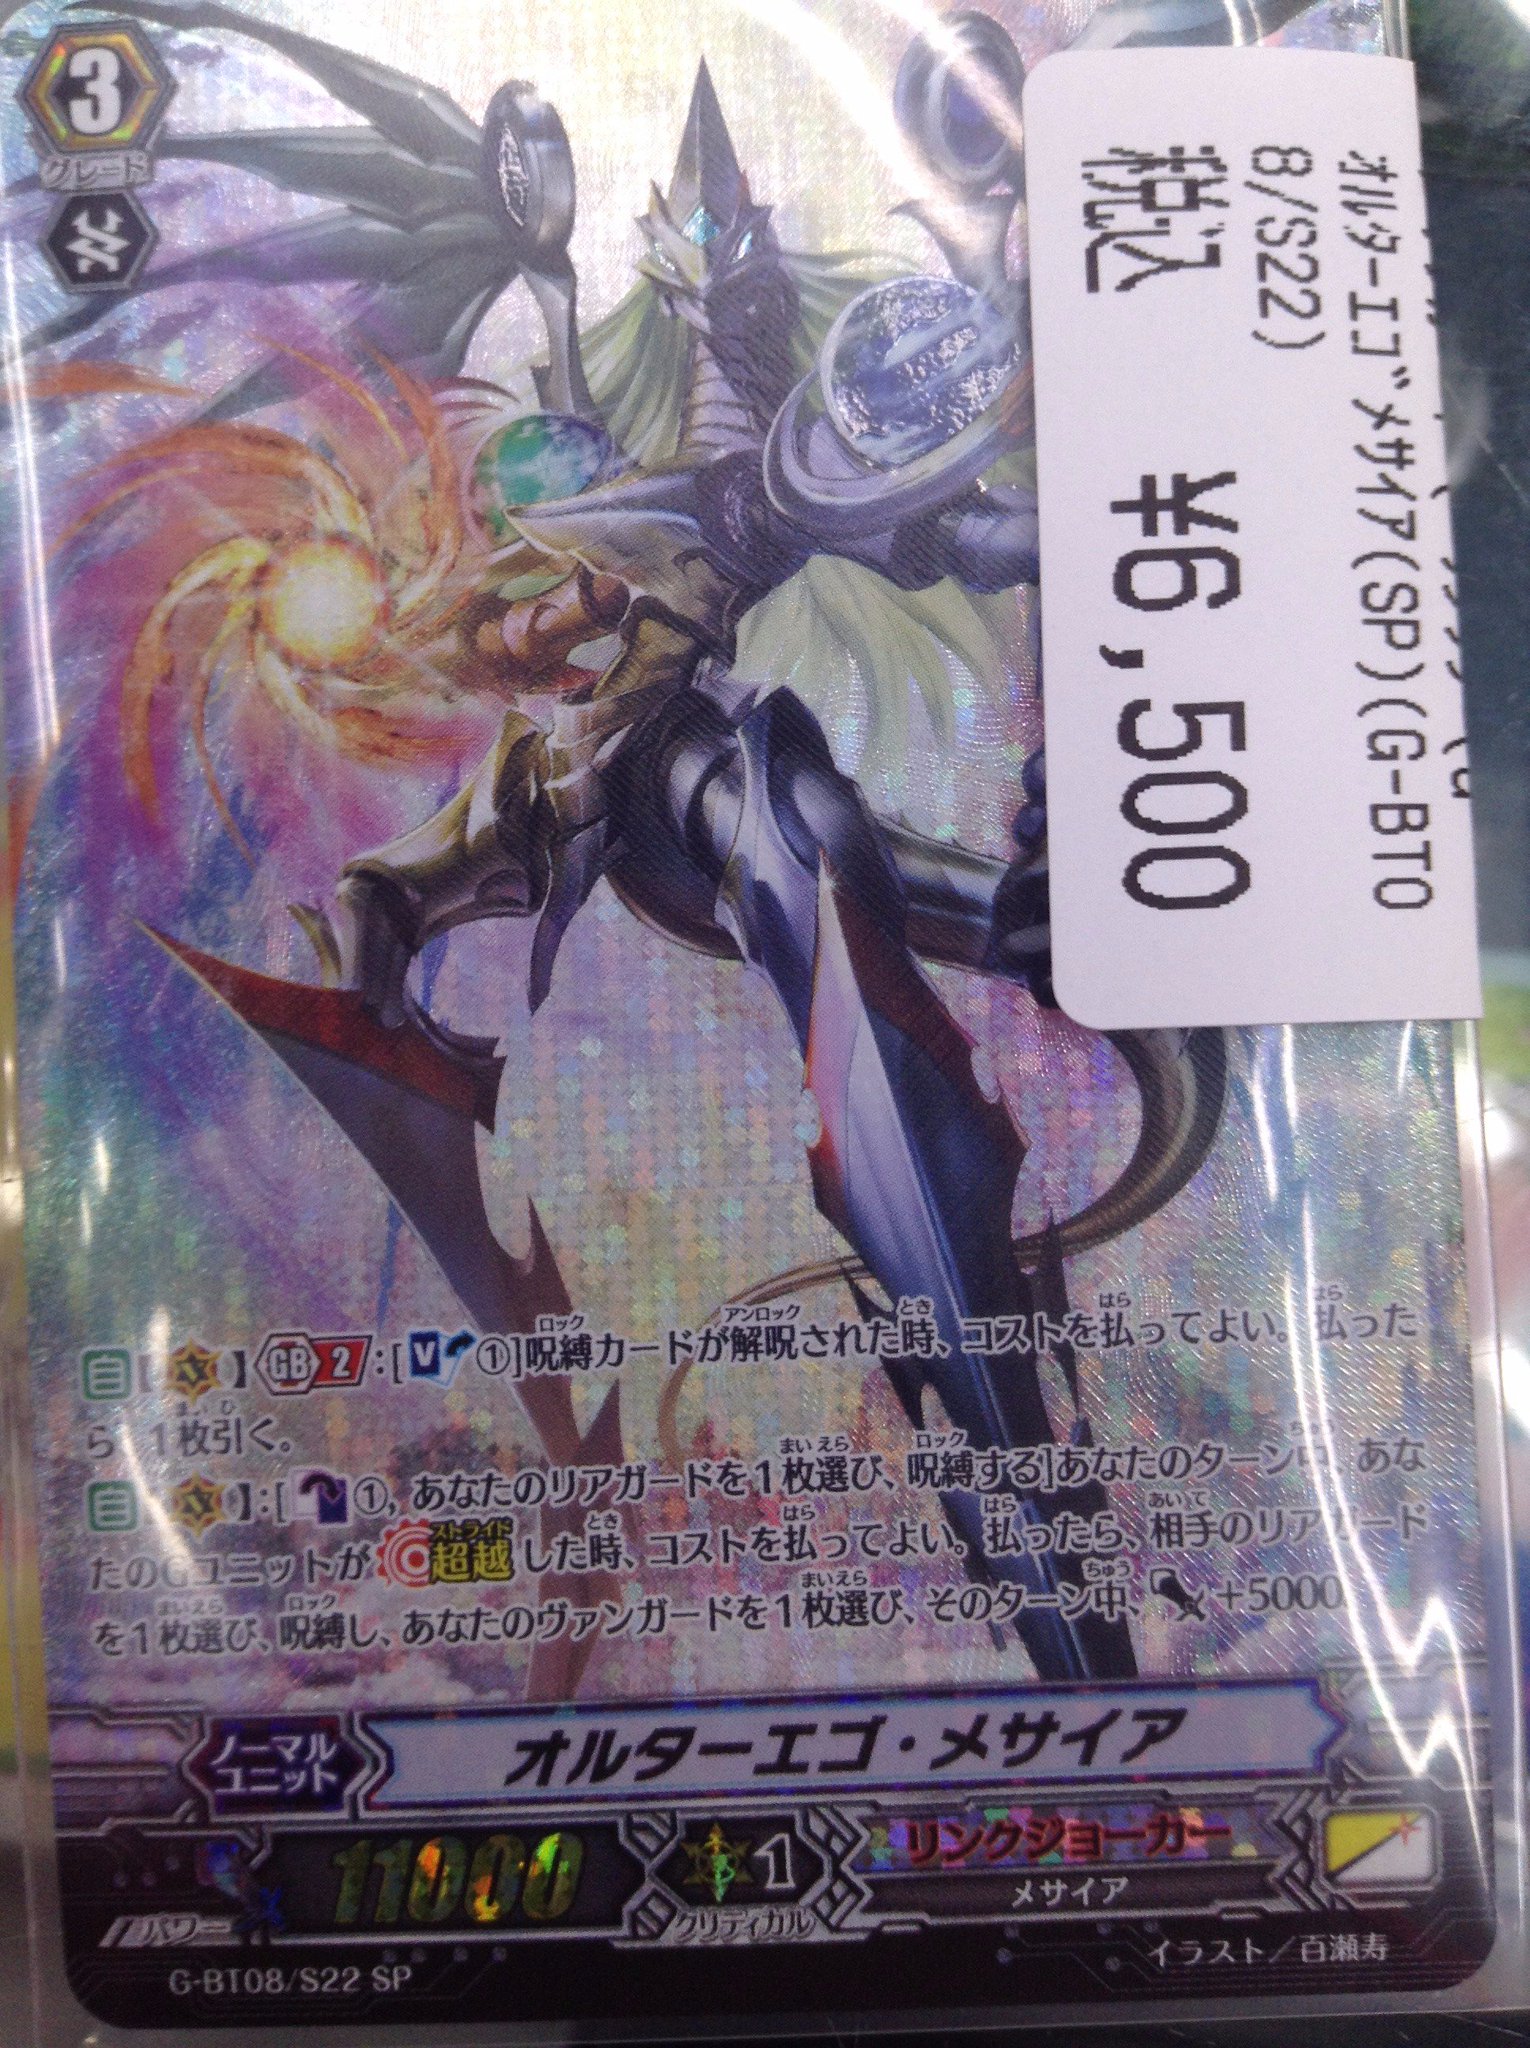 3
グレード
オルターエゴ゛メサイア(SP)(G-BT0
8/S22)
税込 ¥6,500
自【V】GB2:[V①]呪縛カードが解呪された時、コストを払ってよい。払った
ら、1枚引く。
自【V】:[①,あなたのリアガードを1枚選び、呪縛する]あなたのターン中、あな
たのGユニットが超越した時、コストを払ってよい。払ったら、相手のリアガード
を1枚選び、呪縛し、あなたのヴァンガードを1枚選び、そのターン中、+5000。
ノーマル
ユニット
オルターエゴ・メサイア
パワー 11000
1
クリティカル
リンクジョーカー
メサイア
イラスト/百瀬寿
G-BT08/S22 SP